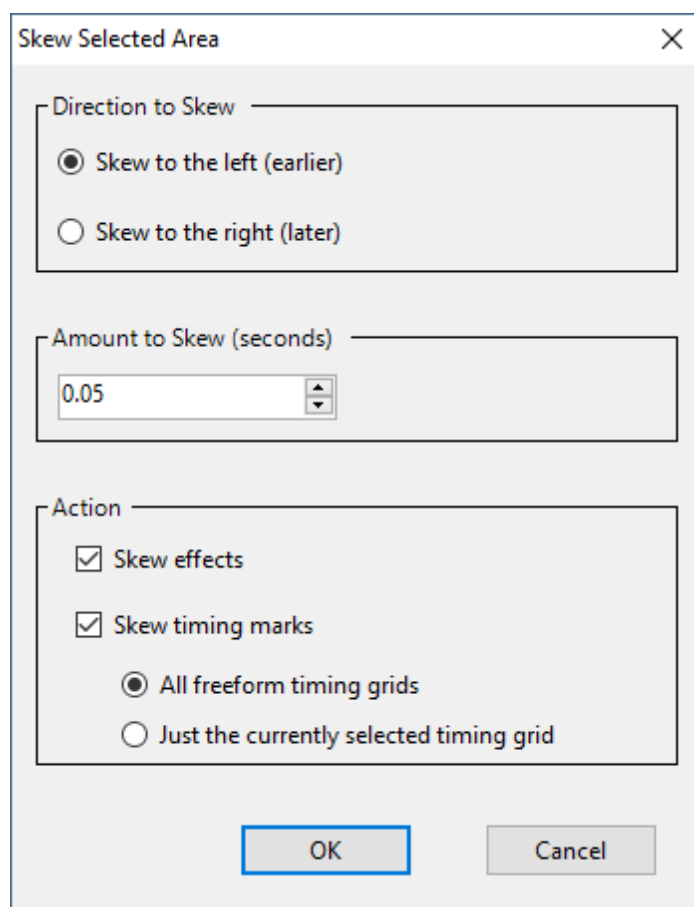 Skew Selected Area
Direction to Skew
Skew to the left (earlier)
Skew to the right (later)
Amount to Skew (seconds)
0.05
Action
Skew effects
Skew timing marks
All freeform timing grids
Just the currently selected timing grid
OK Cancel